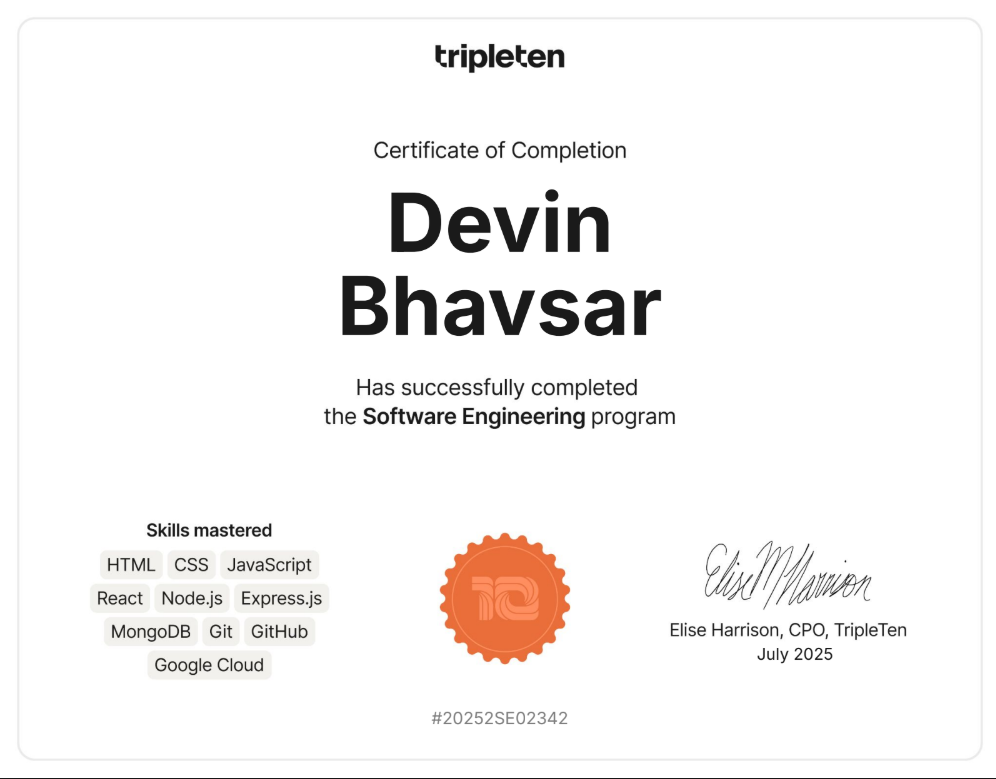 tripleten
Certificate of Completion
Devin
Bhavsar
Has successfully completed
the Software Engineering program
Skills mastered
HTML CSS JavaScript
React Node.js Express.js
MongoDB Git GitHub
Google Cloud
10
Elise M Harrison
Elise Harrison, CPO, TripleTen
July 2025
#20252SE02342